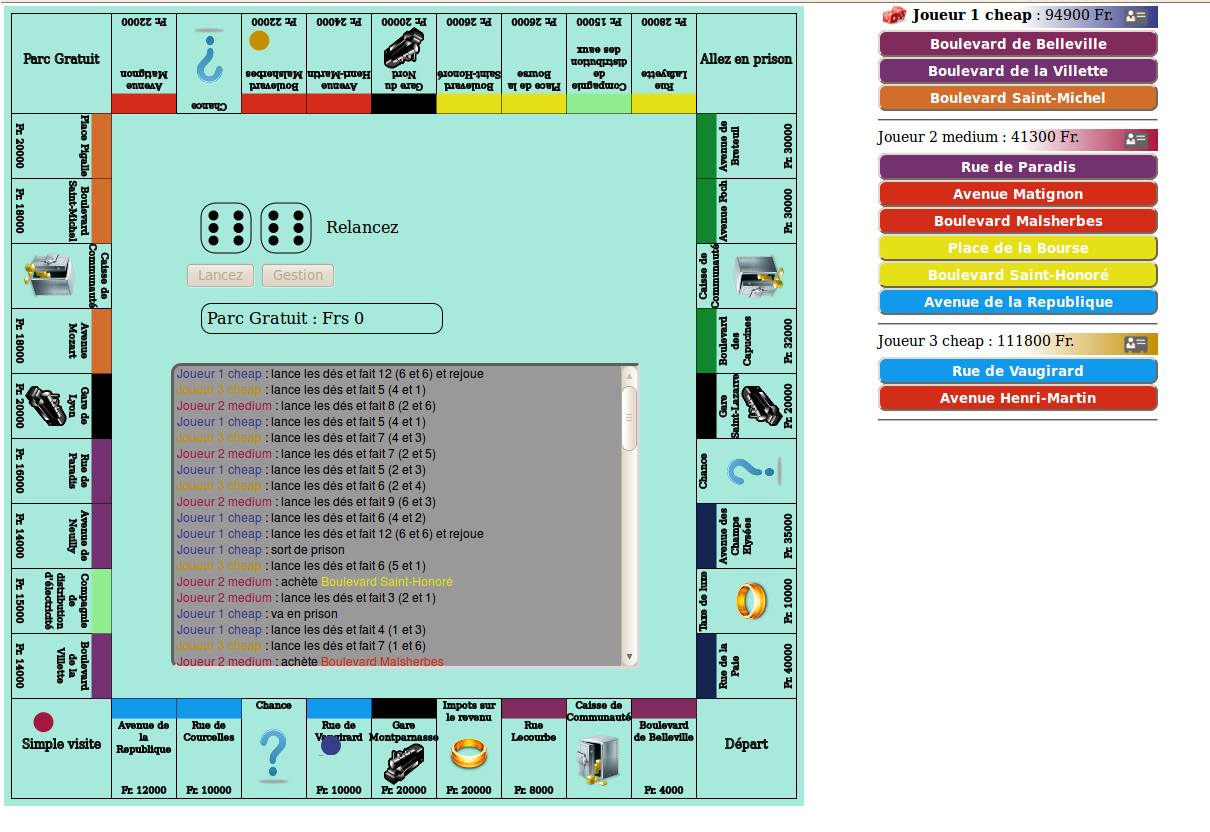 Parc Gratuit
Fr. 22000
Avenue
Matignon
Chance
Fr. 22000
Boulevard
Malsherbes
Fr. 24000
Avenue
Henri-Martin
Fr. 20000
Gare du
Nord
Fr. 26000
Boulevard
Saint-Honoré
Fr. 26000
Place de la
Bourse
Fr. 15000
Compagnie
de
distribution
des eaux
Fr. 28000
Rue
Lafayette
Allez en prison
Place Pigalle
Fr. 20000
Boulevard
Saint-Michel
Fr. 18000
Caisse de
Communauté
Avenue
Mozart
Fr. 18000
Gare de
Lyon
Fr. 20000
Rue de
Paradis
Fr. 16000
Avenue de
Neuilly
Fr. 14000
Compagnie
de
distribution
d'électricité
Fr. 15000
Boulevard
de la
Villette
Fr. 14000
Avenue de
Breteuil
Fr. 30000
Avenue Foch
Fr. 30000
Caisse de
Communauté
Boulevard
des
Capucines
Fr. 32000
Gare
Saint-Lazarre
Fr. 20000
Chance
Avenue des
Champs
Elysées
Fr. 35000
Taxe de luxe
Fr. 10000
Rue de la
Paie
Fr. 40000
Relancez
Lancez Gestion
Parc Gratuit : Frs 0
Joueur 1 cheap : lance les dés et fait 12 (6 et 6) et rejoue
Joueur 3 cheap : lance les dés et fait 5 (4 et 1)
Joueur 2 medium : lance les dés et fait 8 (2 et 6)
Joueur 1 cheap : lance les dés et fait 5 (4 et 1)
Joueur 3 cheap : lance les dés et fait 7 (4 et 3)
Joueur 2 medium : lance les dés et fait 7 (2 et 5)
Joueur 1 cheap : lance les dés et fait 5 (2 et 3)
Joueur 3 cheap : lance les dés et fait 6 (2 et 4)
Joueur 2 medium : lance les dés et fait 9 (6 et 3)
Joueur 1 cheap : lance les dés et fait 6 (4 et 2)
Joueur 1 cheap : lance les dés et fait 12 (6 et 6) et rejoue
Joueur 1 cheap : sort de prison
Joueur 3 cheap : lance les dés et fait 6 (5 et 1)
Joueur 2 medium : achète Boulevard Saint-Honoré
Joueur 2 medium : lance les dés et fait 3 (2 et 1)
Joueur 1 cheap : va en prison
Joueur 1 cheap : lance les dés et fait 4 (1 et 3)
Joueur 3 cheap : lance les dés et fait 7 (1 et 6)
Joueur 2 medium : achète Boulevard Malsherbes
Simple visite
Avenue de
la
Republique
Fr. 12000
Rue de
Courcelles
Fr. 10000
Chance
Rue de
Vaugirard
Fr. 10000
Gare
Montparnasse
Fr. 20000
Impots sur
le revenu
Fr. 20000
Rue
Lecourbe
Fr. 8000
Caisse de
Communauté
Boulevard
de Belleville
Fr. 4000
Départ
Joueur 1 cheap : 94900 Fr.
Boulevard de Belleville
Boulevard de la Villette
Boulevard Saint-Michel
Joueur 2 medium : 41300 Fr.
Rue de Paradis
Avenue Matignon
Boulevard Malsherbes
Place de la Bourse
Boulevard Saint-Honoré
Avenue de la Republique
Joueur 3 cheap : 111800 Fr.
Rue de Vaugirard
Avenue Henri-Martin